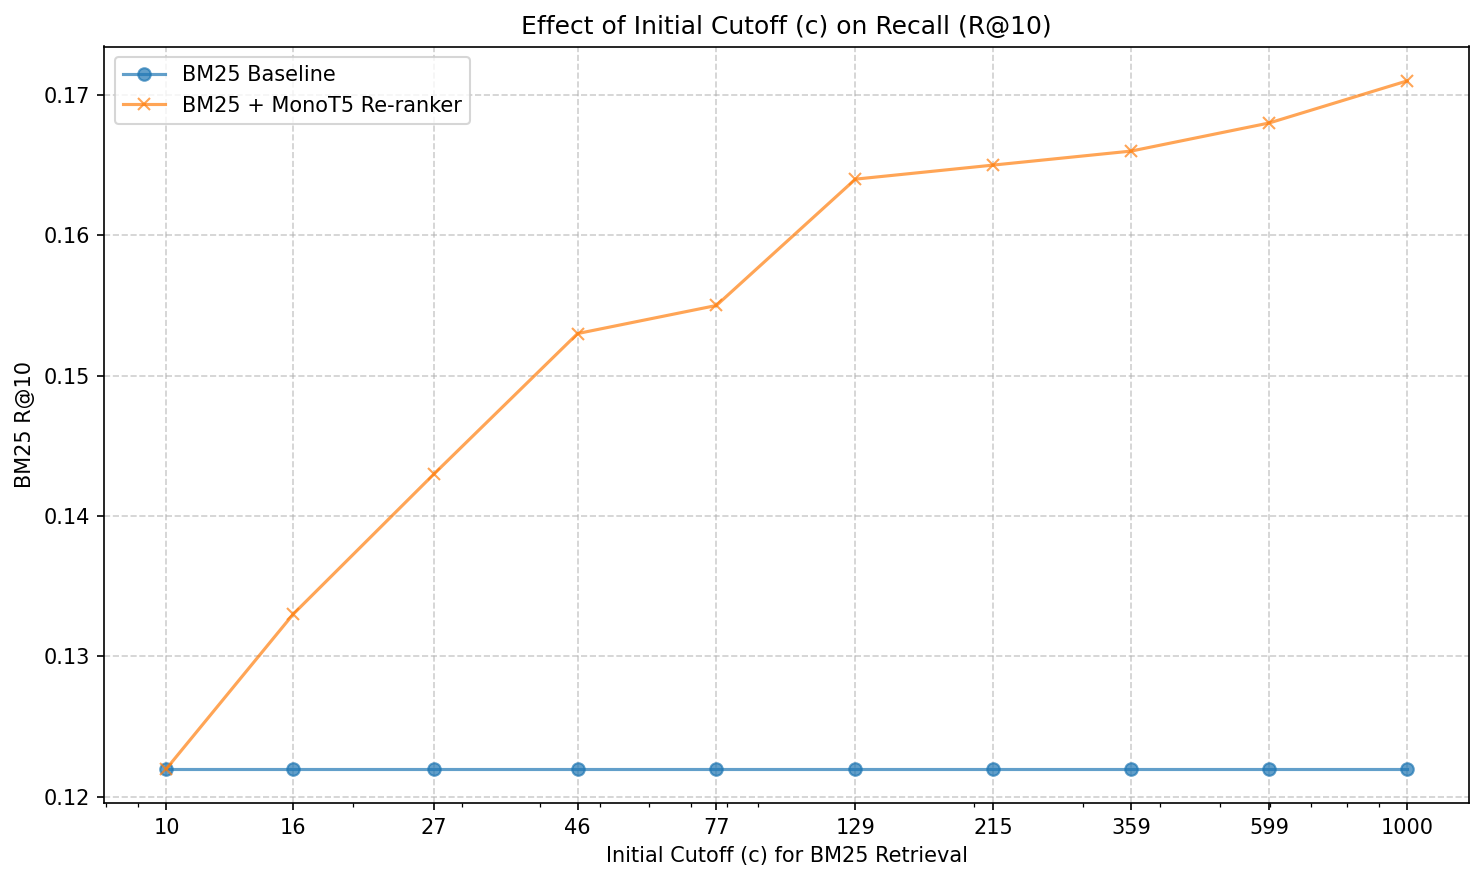 Effect of Initial Cutoff (c) on Recall (R@10)
BM25 Baseline
BM25 + MonoT5 Re-ranker
BM25 R@10
0.17
0.16
0.15
0.14
0.13
0.12
10 16 27 46 77 129 215 359 599 1000
Initial Cutoff (c) for BM25 Retrieval